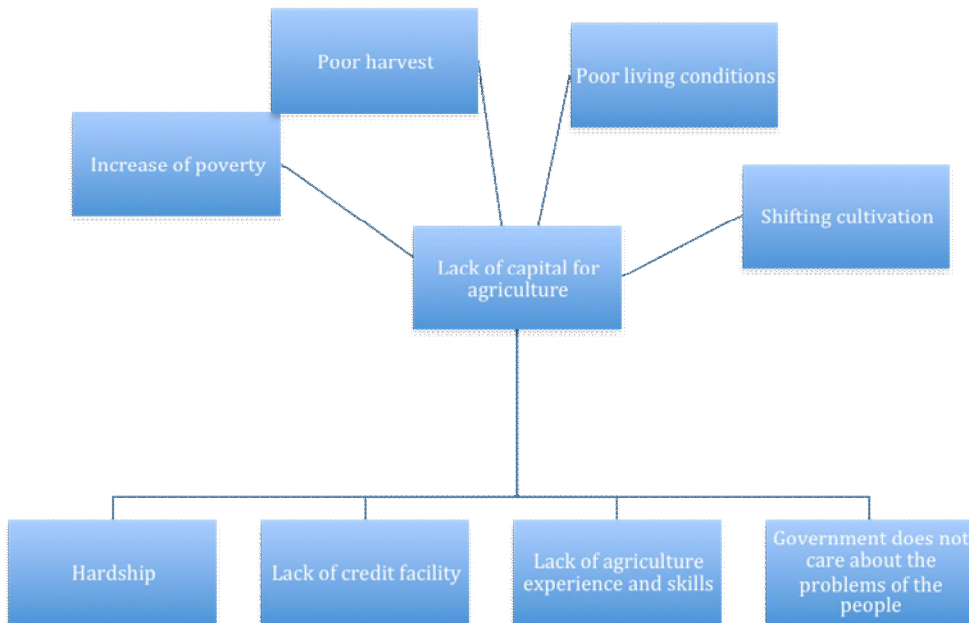 Poor harvest
Poor living conditions
Increase of poverty
Shifting cultivation
Lack of capital for
agriculture
Hardship
Lack of credit facility
Lack of agriculture
experience and skills
Government does not
care about the
problems of the
people